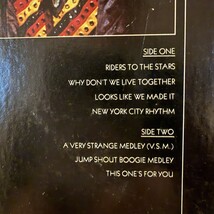 SIDE ONE
RIDERS TO THE STARS
WHY DON'T WE LIVE TOGETHER
LOOKS LIKE WE MADE IT
NEW YORK CITY RHYTHM
SIDE TWO
A VERY STRANGE MEDLEY (V.S.M.)
JUMP SHOUT BOOGIE MEDLEY
THIS ONE'S FOR YOU